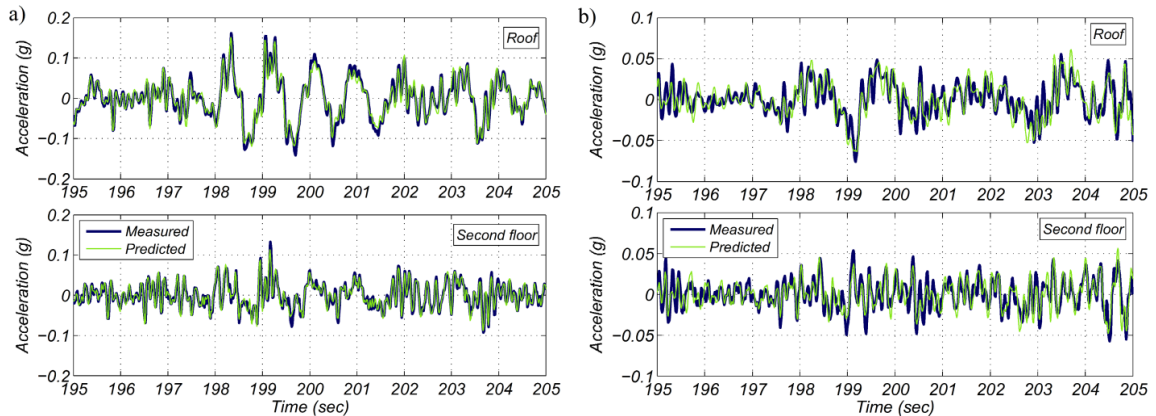 a)
Acceleration (g)
0.2
0.1
0
−0.1
−0.2
Roof
195 196 197 198 199 200 201 202 203 204 205
Acceleration (g)
0.2
0.1
0
−0.1
−0.2
Measured
Predicted
Second floor
195 196 197 198 199 200 201 202 203 204 205
Time (sec)
b)
Acceleration (g)
0.1
0.05
0
−0.05
−0.1
Roof
195 196 197 198 199 200 201 202 203 204 205
Acceleration (g)
0.1
0.05
0
−0.05
−0.1
Measured
Predicted
Second floor
195 196 197 198 199 200 201 202 203 204 205
Time (sec)